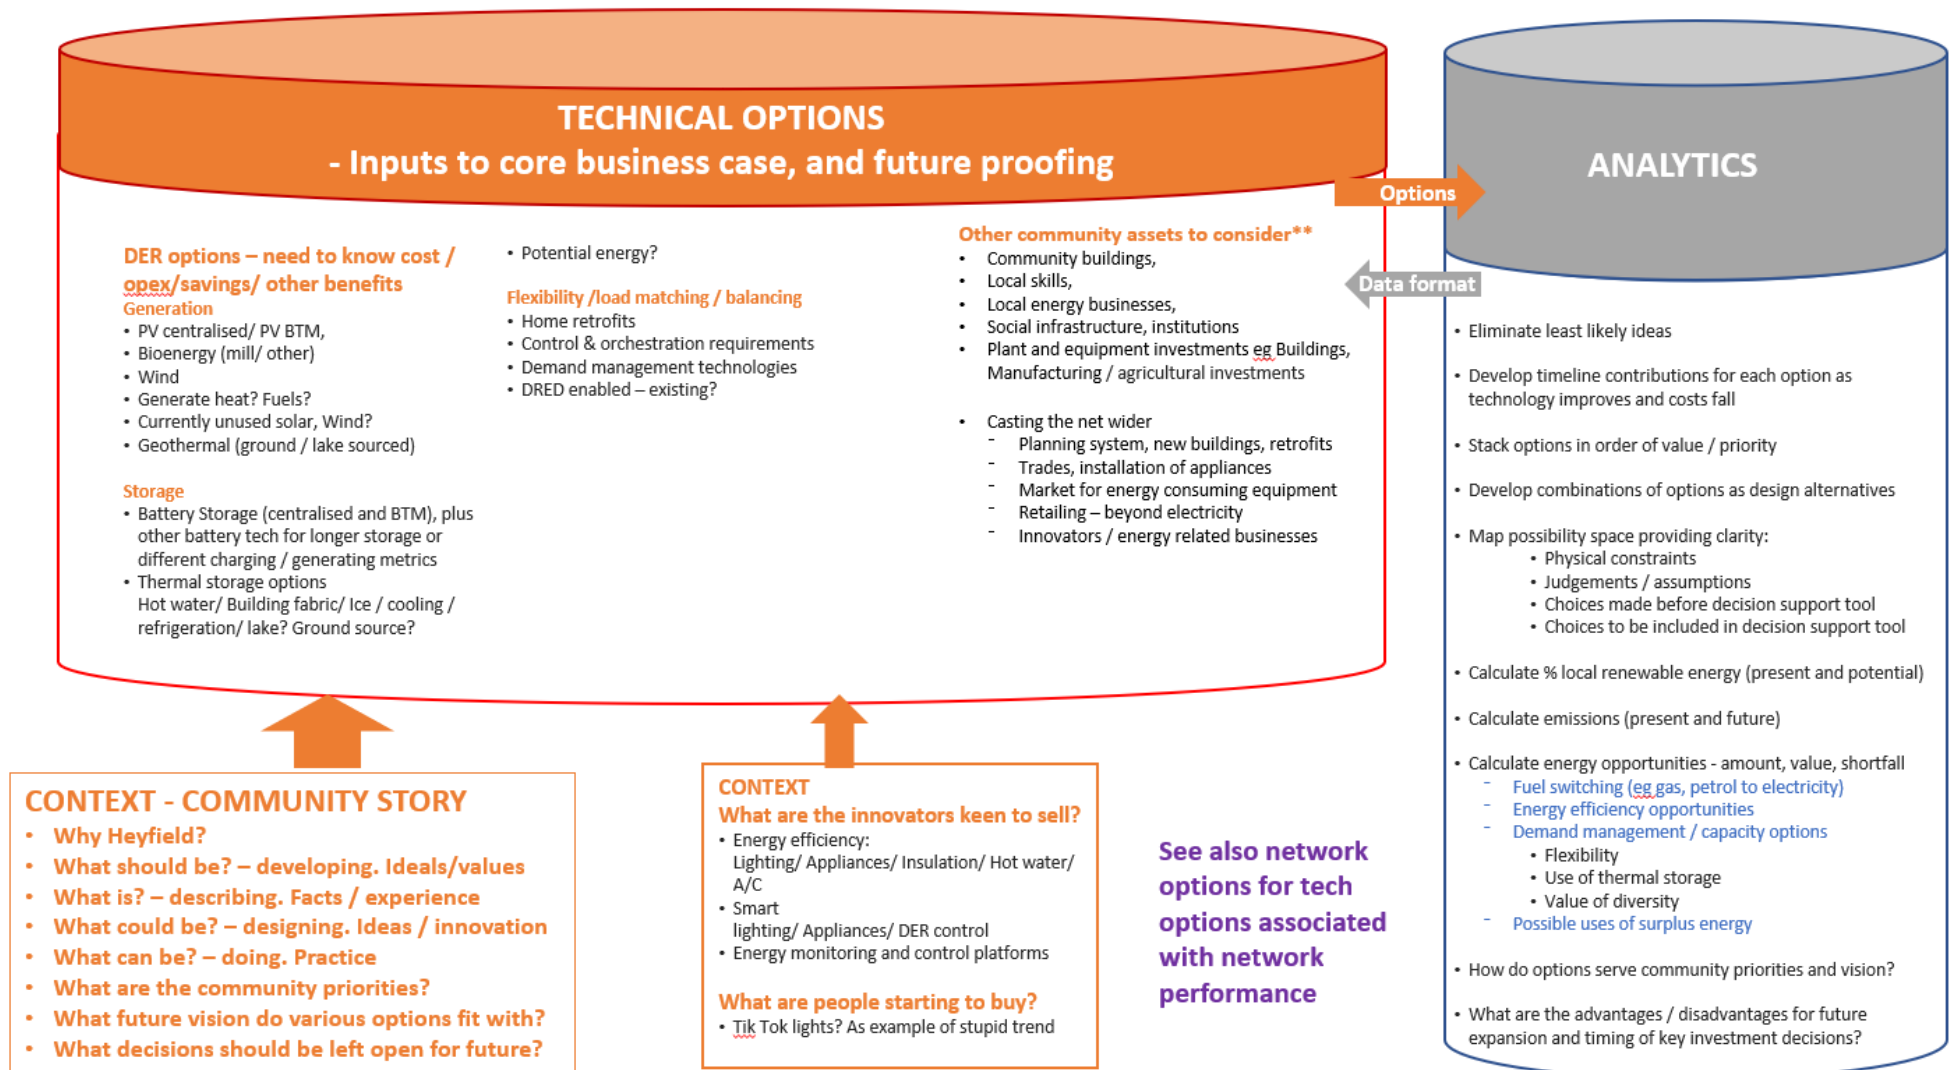 TECHNICAL OPTIONS
- Inputs to core business case, and future proofing
DER options – need to know cost /
opex/savings/ other benefits
Generation
• PV centralised/ PV BTM,
• Bioenergy (mill/ other)
• Wind
• Generate heat? Fuels?
• Currently unused solar, Wind?
• Geothermal (ground / lake sourced)
Storage
• Battery Storage (centralised and BTM), plus
other battery tech for longer storage or
different charging / generating metrics
• Thermal storage options
Hot water/ Building fabric/ Ice / cooling /
refrigeration/ lake? Ground source?
• Potential energy?
Flexibility /load matching / balancing
• Home retrofits
• Control & orchestration requirements
• Demand management technologies
• DRED enabled – existing?
Other community assets to consider**
• Community buildings,
• Local skills,
• Local energy businesses,
• Social infrastructure, institutions
• Plant and equipment investments eg Buildings,
Manufacturing / agricultural investments
• Casting the net wider
- Planning system, new buildings, retrofits
- Trades, installation of appliances
- Market for energy consuming equipment
- Retailing – beyond electricity
- Innovators / energy related businesses
Options
Data format
ANALYTICS
• Eliminate least likely ideas
• Develop timeline contributions for each option as
technology improves and costs fall
• Stack options in order of value / priority
• Develop combinations of options as design alternatives
• Map possibility space providing clarity:
• Physical constraints
• Judgements / assumptions
• Choices made before decision support tool
• Choices to be included in decision support tool
• Calculate % local renewable energy (present and potential)
• Calculate emissions (present and future)
• Calculate energy opportunities - amount, value, shortfall
- Fuel switching (eg gas, petrol to electricity)
- Energy efficiency opportunities
- Demand management / capacity options
• Flexibility
• Use of thermal storage
• Value of diversity
- Possible uses of surplus energy
• How do options serve community priorities and vision?
• What are the advantages / disadvantages for future
expansion and timing of key investment decisions?
CONTEXT - COMMUNITY STORY
• Why Heyfield?
• What should be? – developing. Ideals/values
• What is? – describing. Facts / experience
• What could be? – designing. Ideas / innovation
• What can be? – doing. Practice
• What are the community priorities?
• What future vision do various options fit with?
• What decisions should be left open for future?
CONTEXT
What are the innovators keen to sell?
• Energy efficiency:
Lighting/ Appliances/ Insulation/ Hot water/
A/C
• Smart
lighting/ Appliances/ DER control
• Energy monitoring and control platforms
What are people starting to buy?
• Tik Tok lights? As example of stupid trend
See also network
options for tech
options associated
with network
performance